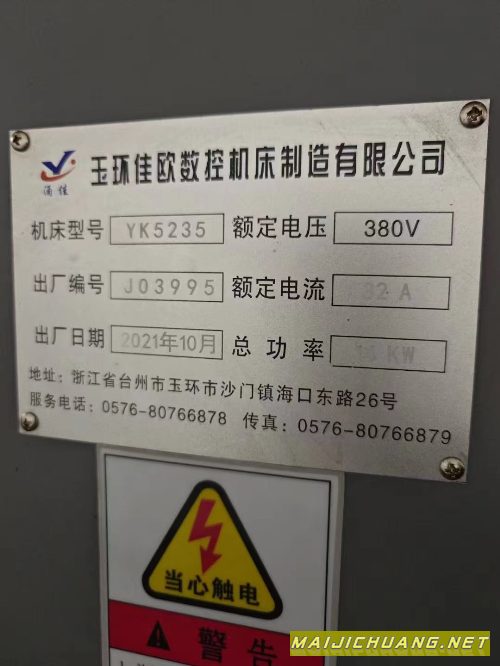 玉环佳欧数控机床制造有限公司
涌佳
机床型号 YK5235 额定电压 380V
出厂编号 J03995 额定电流 32 A
出厂日期 2021年10月 总功率 KW
地址：浙江省台州市玉环市沙门镇海口东路26号
服务电话：0576-80766878 传真：0576-80766879
当心触电
警告
MAIJICHUANG.NET